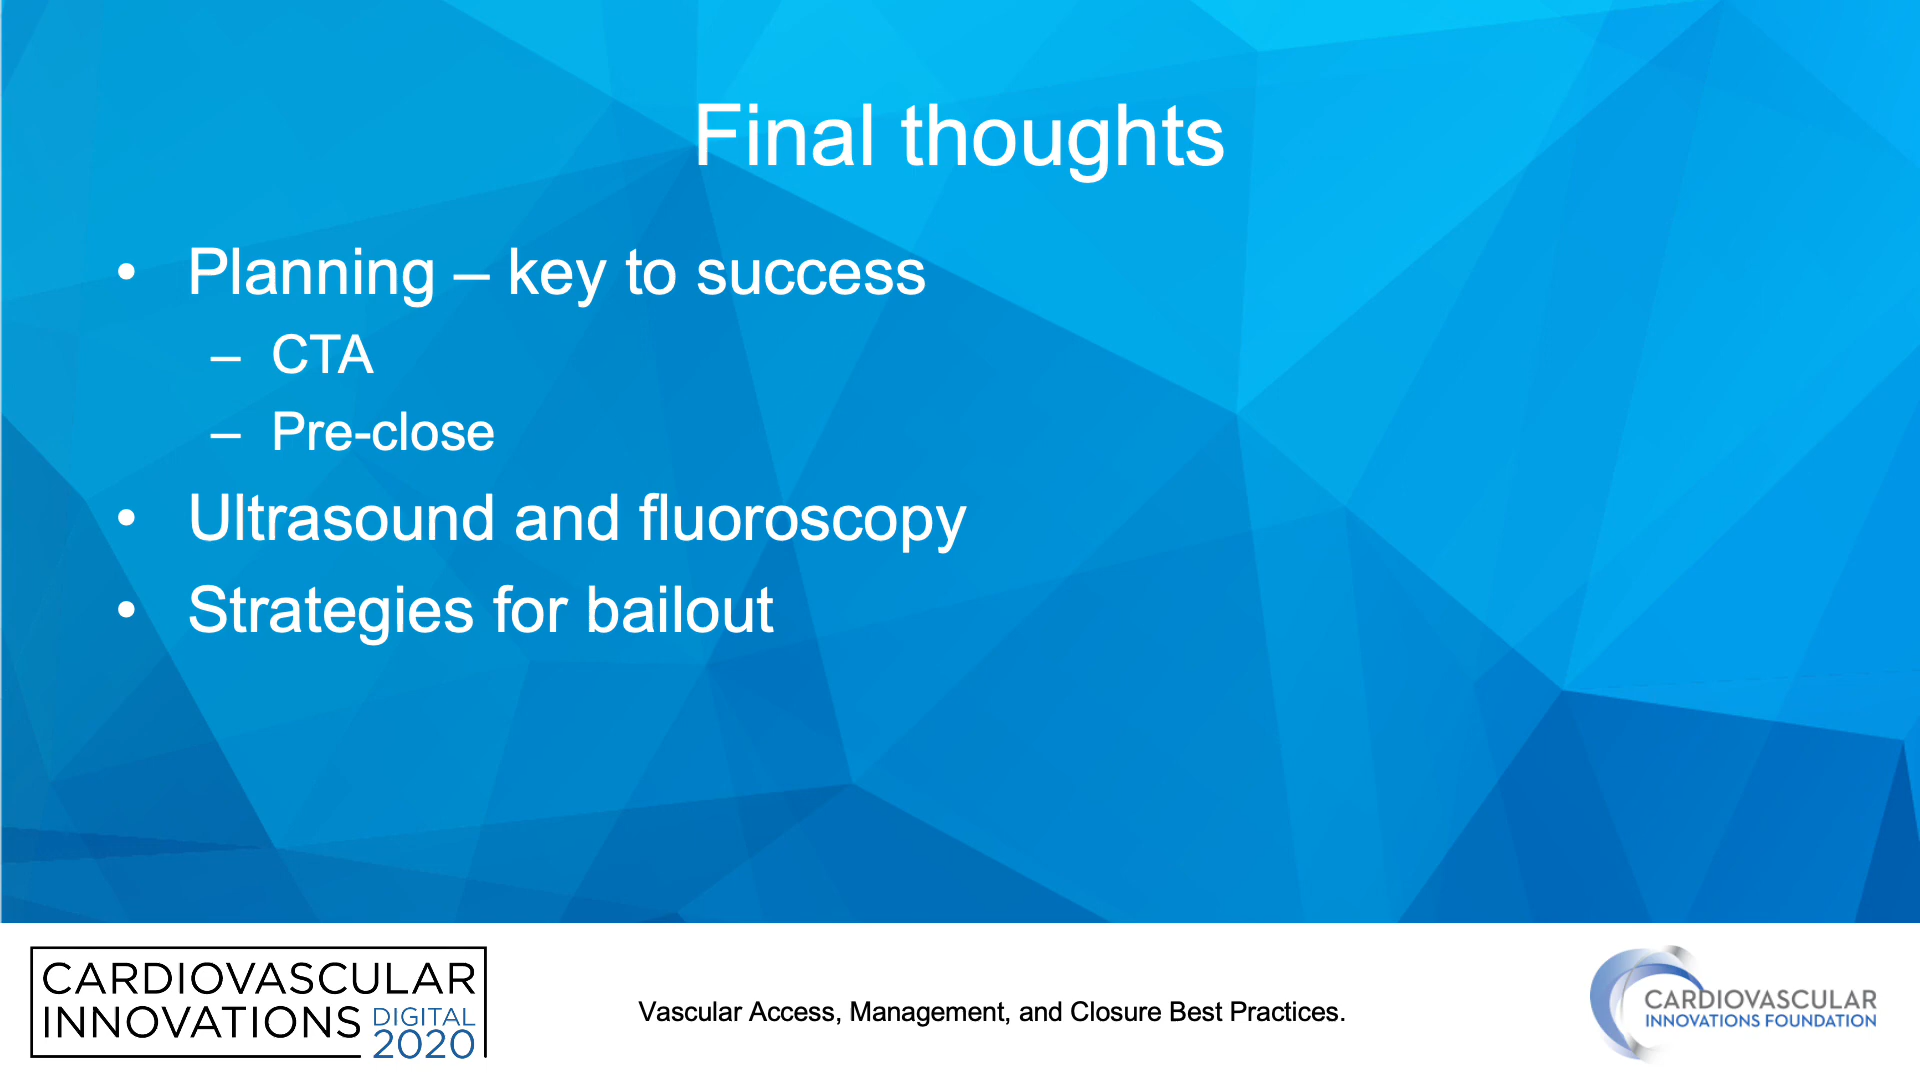 Final thoughts
• Planning – key to success
– CTA
– Pre-close
• Ultrasound and fluoroscopy
• Strategies for bailout
CARDIOVASCULAR
INNOVATIONS DIGITAL
2020
Vascular Access, Management, and Closure Best Practices.
CARDIOVASCULAR
INNOVATIONS FOUNDATION